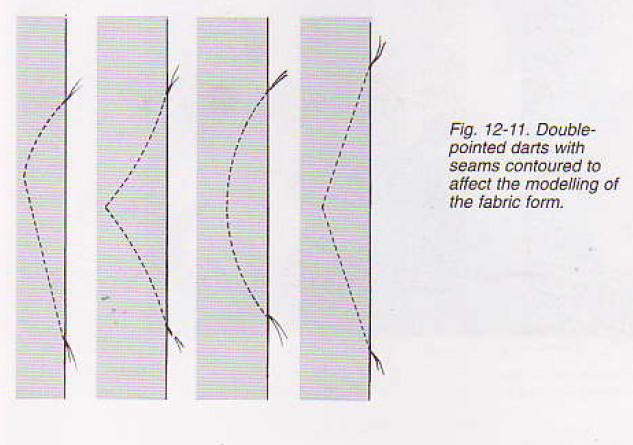 Fig. 12-11. Double-
pointed darts with
seams contoured to
affect the modelling of
the fabric form.